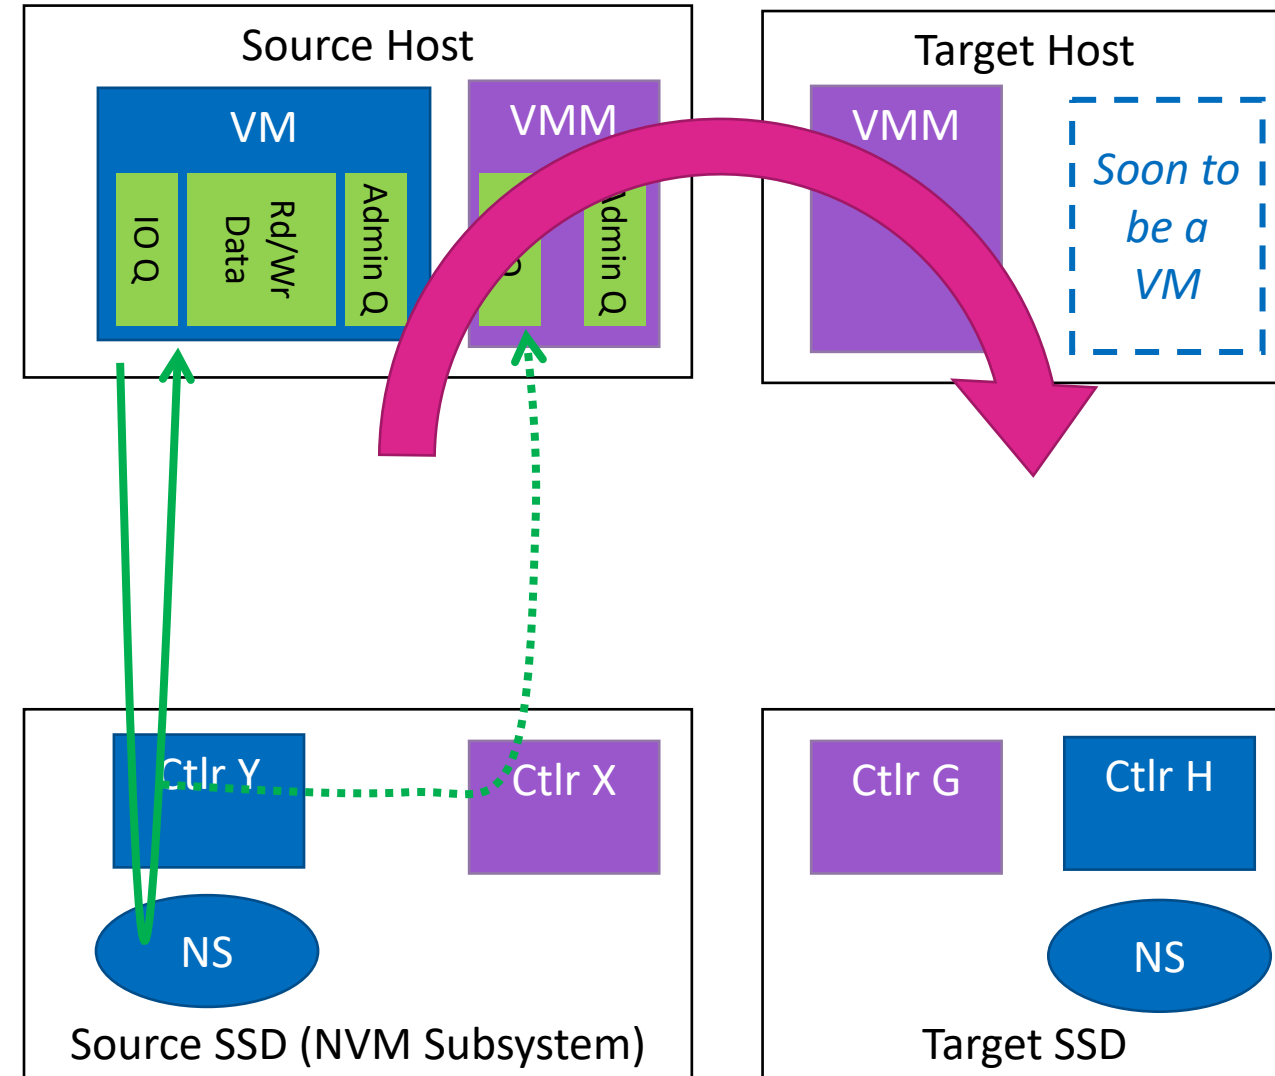 Source Host
VM
IO Q
Rd/Wr
Data
Admin Q
VMM
Admin Q
Target Host
VMM
Soon to
be a
VM
Ctlr Y
Ctlr X
NS
Source SSD (NVM Subsystem)
Ctlr G
Ctlr H
NS
Target SSD